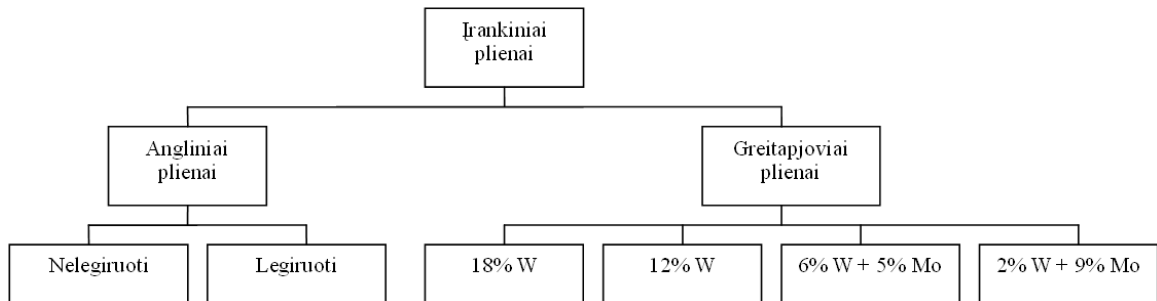 Įrankiniai
plienai
Angliniai
plienai
Greitapjoviai
plienai
Nelegiruoti
Legiruoti
18% W
12% W
6% W + 5% Mo
2% W + 9% Mo